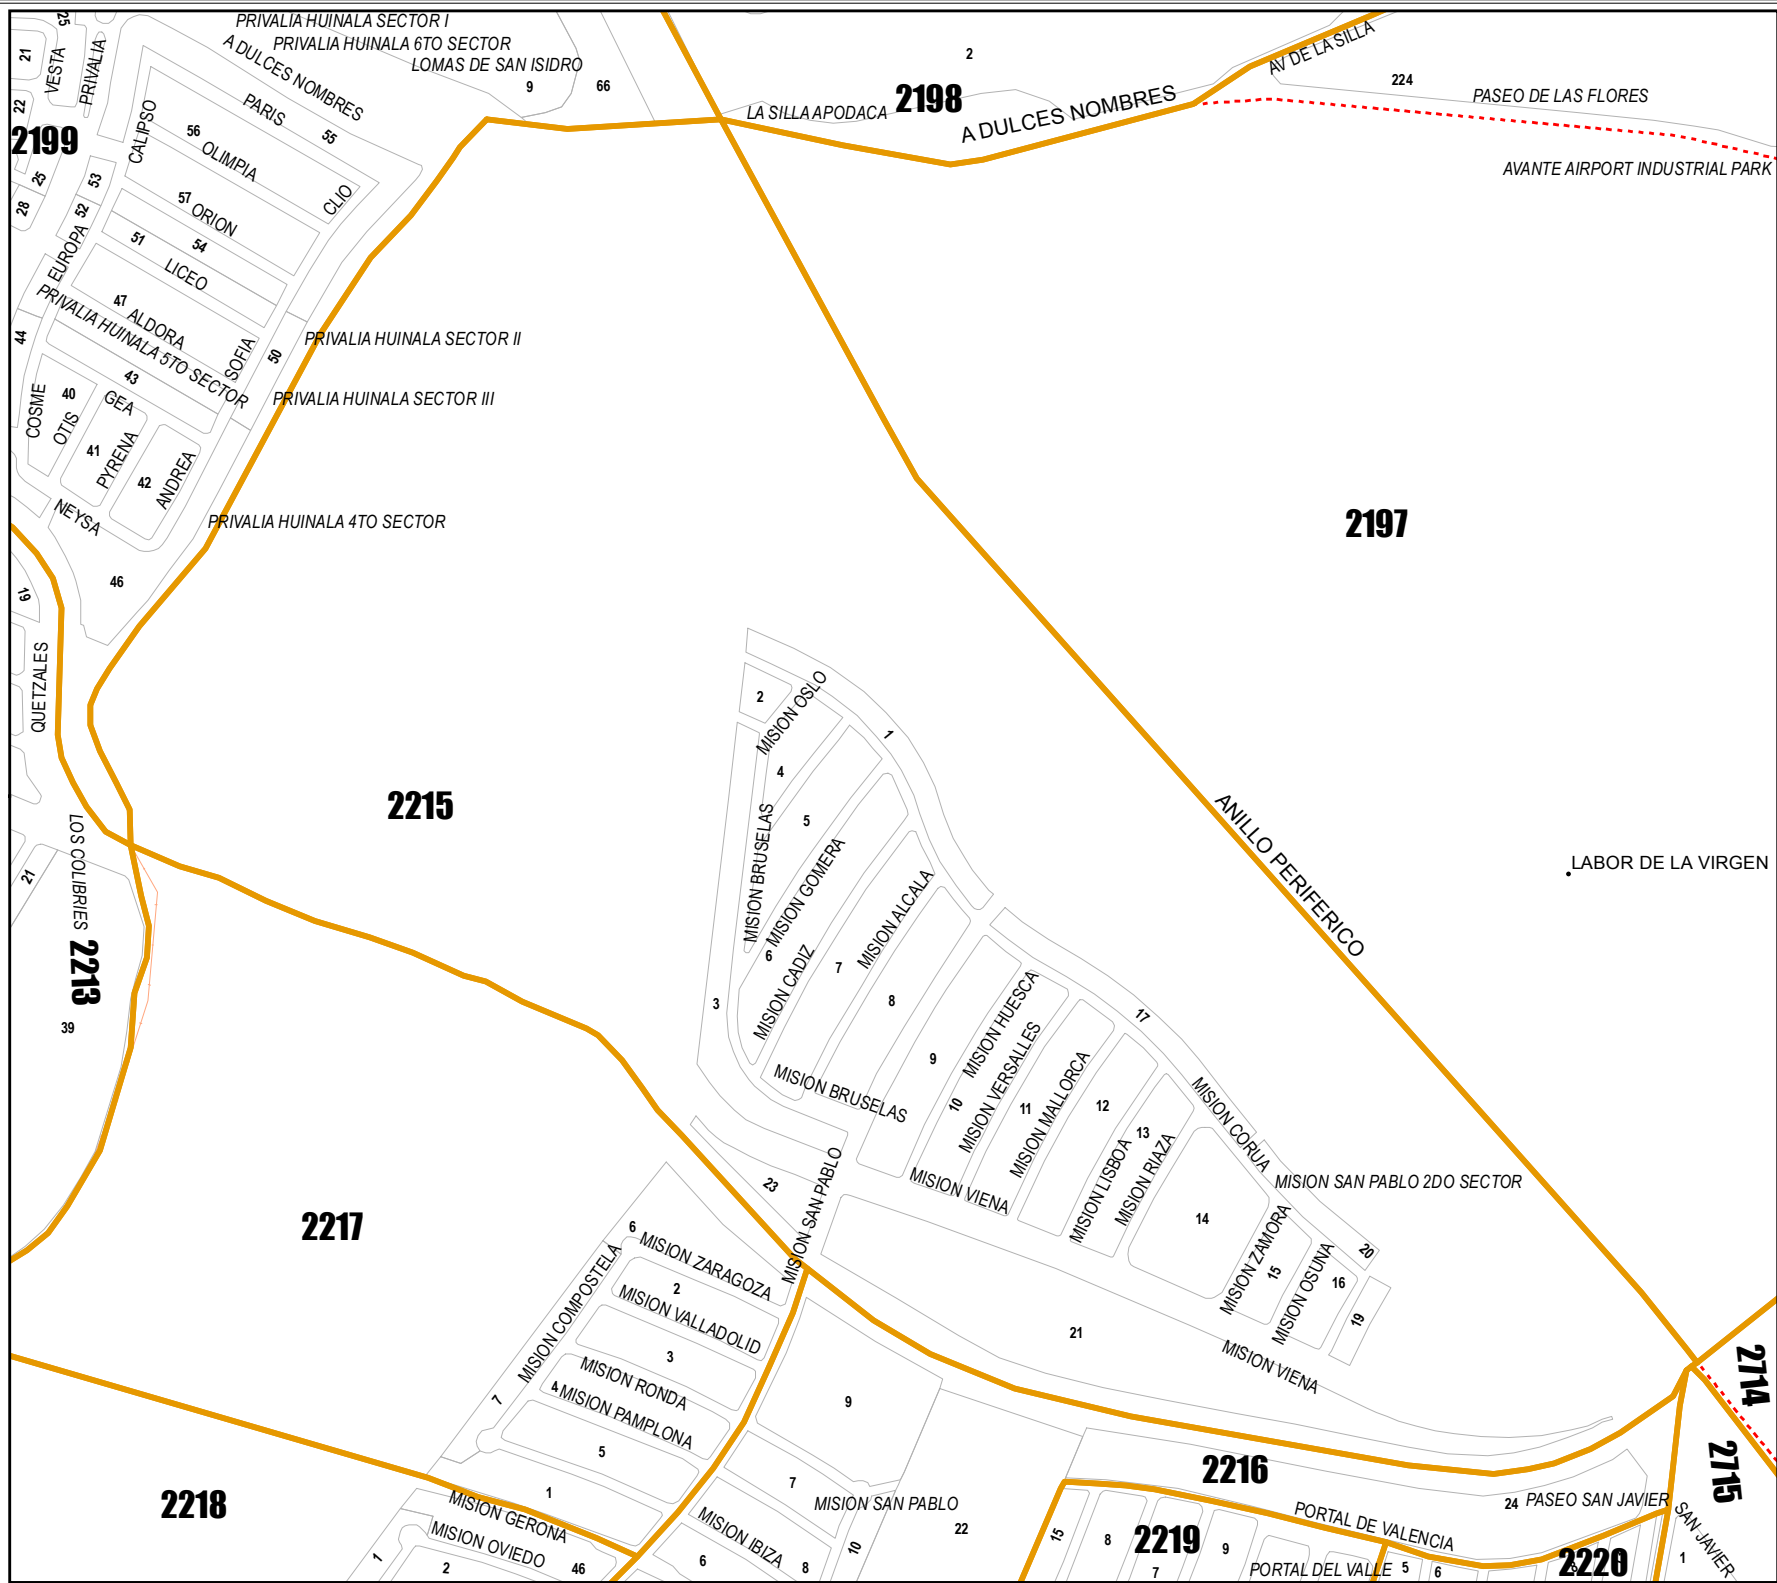 PRIVALIA HUINALA SECTOR I
PRIVALIA HUINALA 6TO SECTOR
LOMAS DE SAN ISIDRO
A DULCES NOMBRES
25
21
VESTA
PRIVALIA
22
2199
25
28
CALIPSO
PARIS
55
56
OLIMPIA
CLIO
53
57
ORION
52
51
54
LICEO
EUROPA
47
ALDORA
PRIVALIA HUINALA 5TO SECTOR
SOFIA
50
44
43
40
COSME
OTIS
GEA
41
PYRENA
42
ANDREA
NEYSA
46
9
66
2
2198
LA SILLA APODACA
A DULCES NOMBRES
AV DE LA SILLA
224
PASEO DE LAS FLORES
AVANTE AIRPORT INDUSTRIAL PARK
PRIVALIA HUINALA SECTOR II
PRIVALIA HUINALA SECTOR III
PRIVALIA HUINALA 4TO SECTOR
2197
19
QUETZALES
2215
LOS COLIBRIES
21
2213
39
2
MISION OSLO
1
4
MISION BRUSELAS
5
MISION GOMERA
6
MISION CADIZ
7
MISION ALCALA
3
8
MISION BRUSELAS
9
MISION HUESCA
10
MISION VERSALLES
11
MISION MALLORCA
12
17
MISION CORUA
13
MISION LISBOA
MISION RIAZA
MISION VIENA
14
MISION SAN PABLO 2DO SECTOR
MISION ZAMORA
15
MISION OSUNA
16
20
19
ANILLO PERIFERICO
LABOR DE LA VIRGEN
23
MISION SAN PABLO
21
MISION VIENA
2217
6
MISION ZARAGOZA
MISION COMPOSTELA
2
MISION VALLADOLID
3
MISION RONDA
4
MISION PAMPLONA
7
5
1
9
2714
2715
2216
2218
MISION GERONA
MISION OVIEDO
1
2
46
7
MISION SAN PABLO
MISION IBIZA
6
8
10
22
15
8
2219
7
9
PORTAL DE VALENCIA
PORTAL DEL VALLE
5
6
24
PASEO SAN JAVIER
2220
SAN JAVIER
1